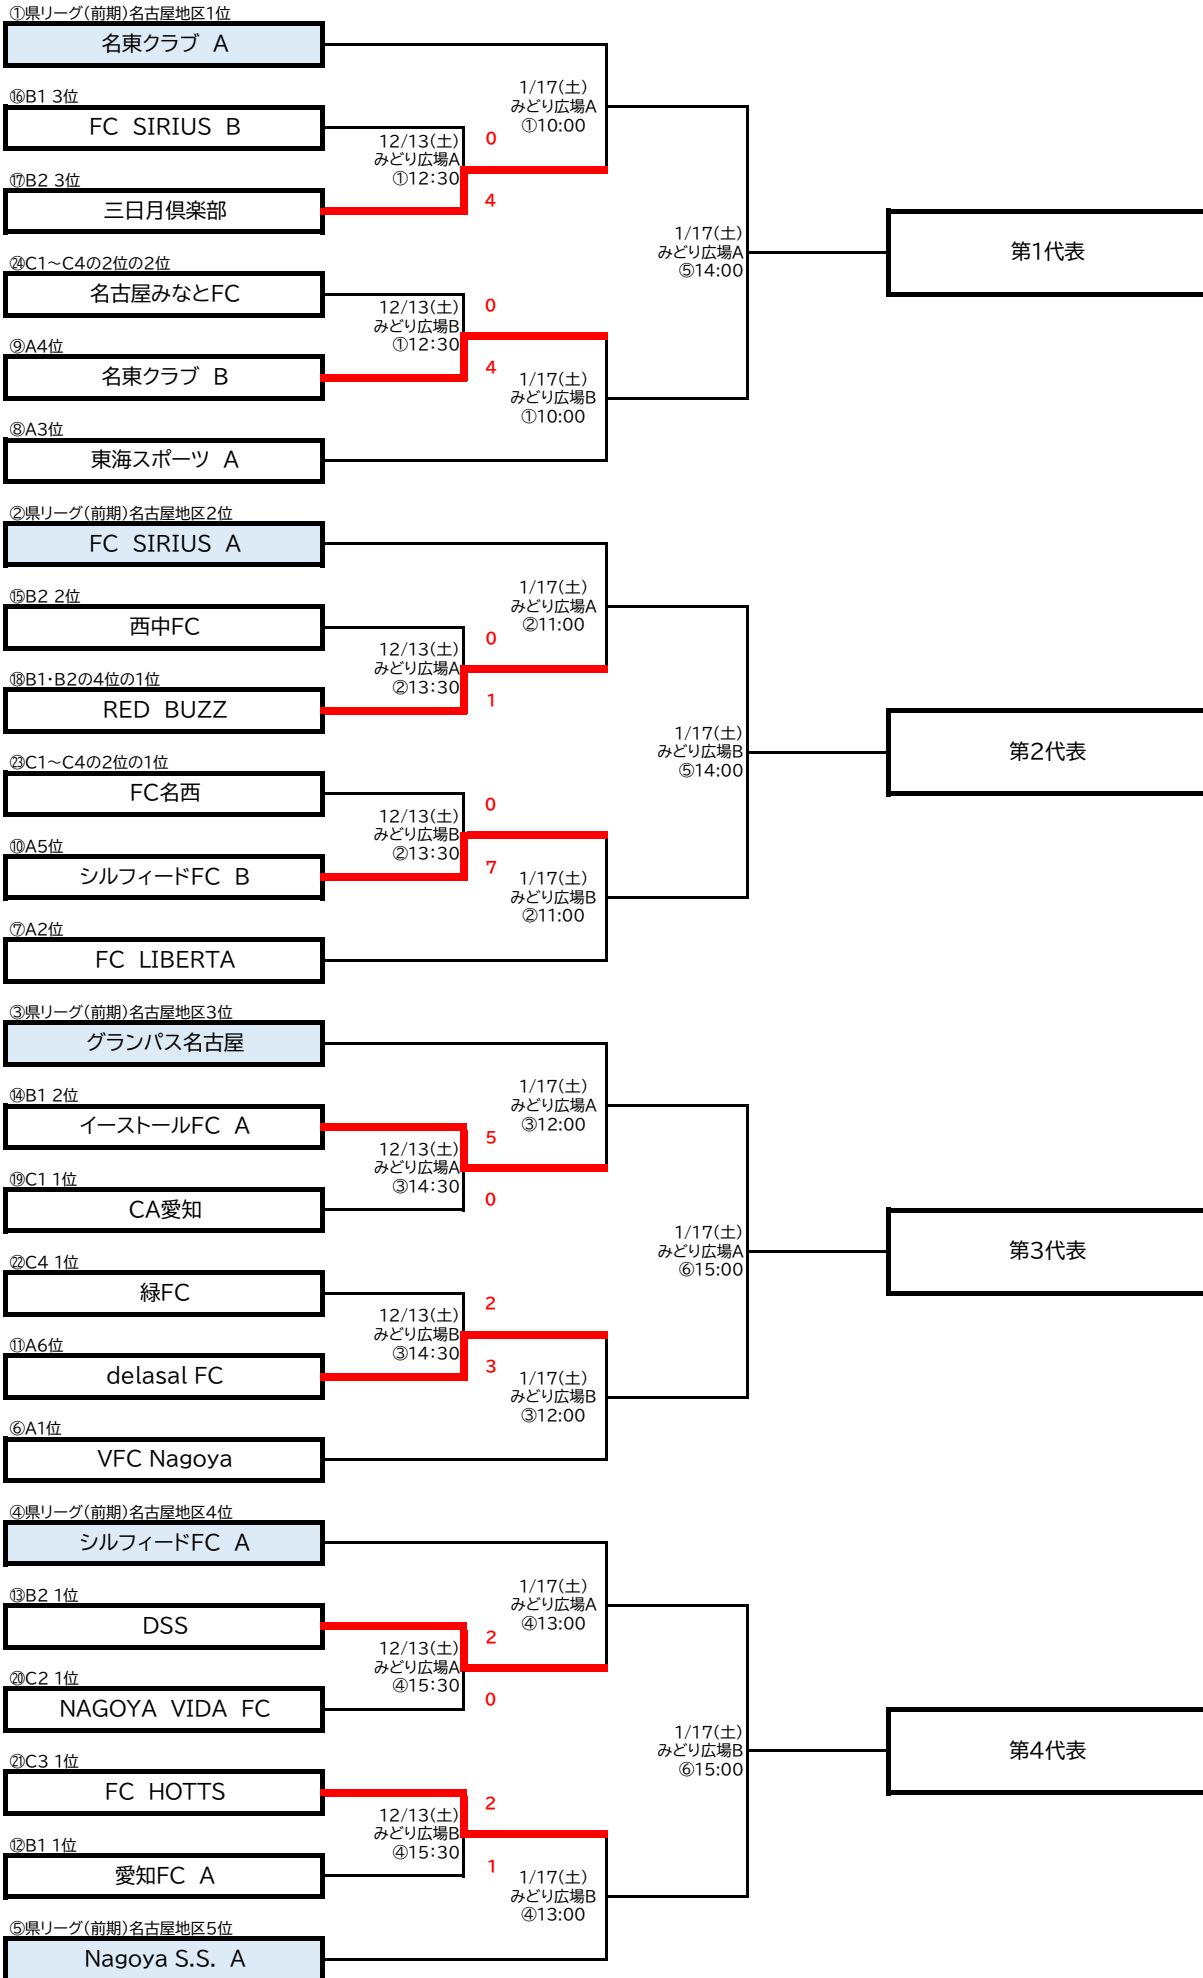 ①県リーグ(前期)名古屋地区1位
名東クラブ A
1/17(土)
みどり広場A
①10:00
⑯B1 3位
FC SIRIUS B
12/13(土)
みどり広場A
①12:30
0
4
⑰B2 3位
三日月倶楽部
1/17(土)
みどり広場A
⑤14:00
第1代表
㉔C1～C4の2位の2位
名古屋みなとFC
12/13(土)
みどり広場B
①12:30
0
4
⑨A4位
名東クラブ B
1/17(土)
みどり広場B
①10:00
⑧A3位
東海スポーツ A
②県リーグ(前期)名古屋地区2位
FC SIRIUS A
1/17(土)
みどり広場A
②11:00
⑮B2 2位
西中FC
12/13(土)
みどり広場A
②13:30
0
1
⑱B1・B2の4位の1位
RED BUZZ
1/17(土)
みどり広場B
⑤14:00
第2代表
㉓C1～C4の2位の1位
FC名西
12/13(土)
みどり広場B
②13:30
0
7
⑩A5位
シルフィードFC B
1/17(土)
みどり広場B
②11:00
⑦A2位
FC LIBERTA
③県リーグ(前期)名古屋地区3位
グランパス名古屋
1/17(土)
みどり広場A
③12:00
⑭B1 2位
イーストールFC A
12/13(土)
みどり広場A
③14:30
5
0
⑲C1 1位
CA愛知
1/17(土)
みどり広場A
⑥15:00
第3代表
㉒C4 1位
緑FC
12/13(土)
みどり広場B
③14:30
2
3
⑪A6位
delasal FC
1/17(土)
みどり広場B
③12:00
⑥A1位
VFC Nagoya
④県リーグ(前期)名古屋地区4位
シルフィードFC A
1/17(土)
みどり広場A
④13:00
⑬B2 1位
DSS
12/13(土)
みどり広場A
④15:30
2
0
⑳C2 1位
NAGOYA VIDA FC
1/17(土)
みどり広場B
⑥15:00
第4代表
㉑C3 1位
FC HOTTS
12/13(土)
みどり広場B
④15:30
2
1
⑫B1 1位
愛知FC A
1/17(土)
みどり広場B
④13:00
⑤県リーグ(前期)名古屋地区5位
Nagoya S.S. A